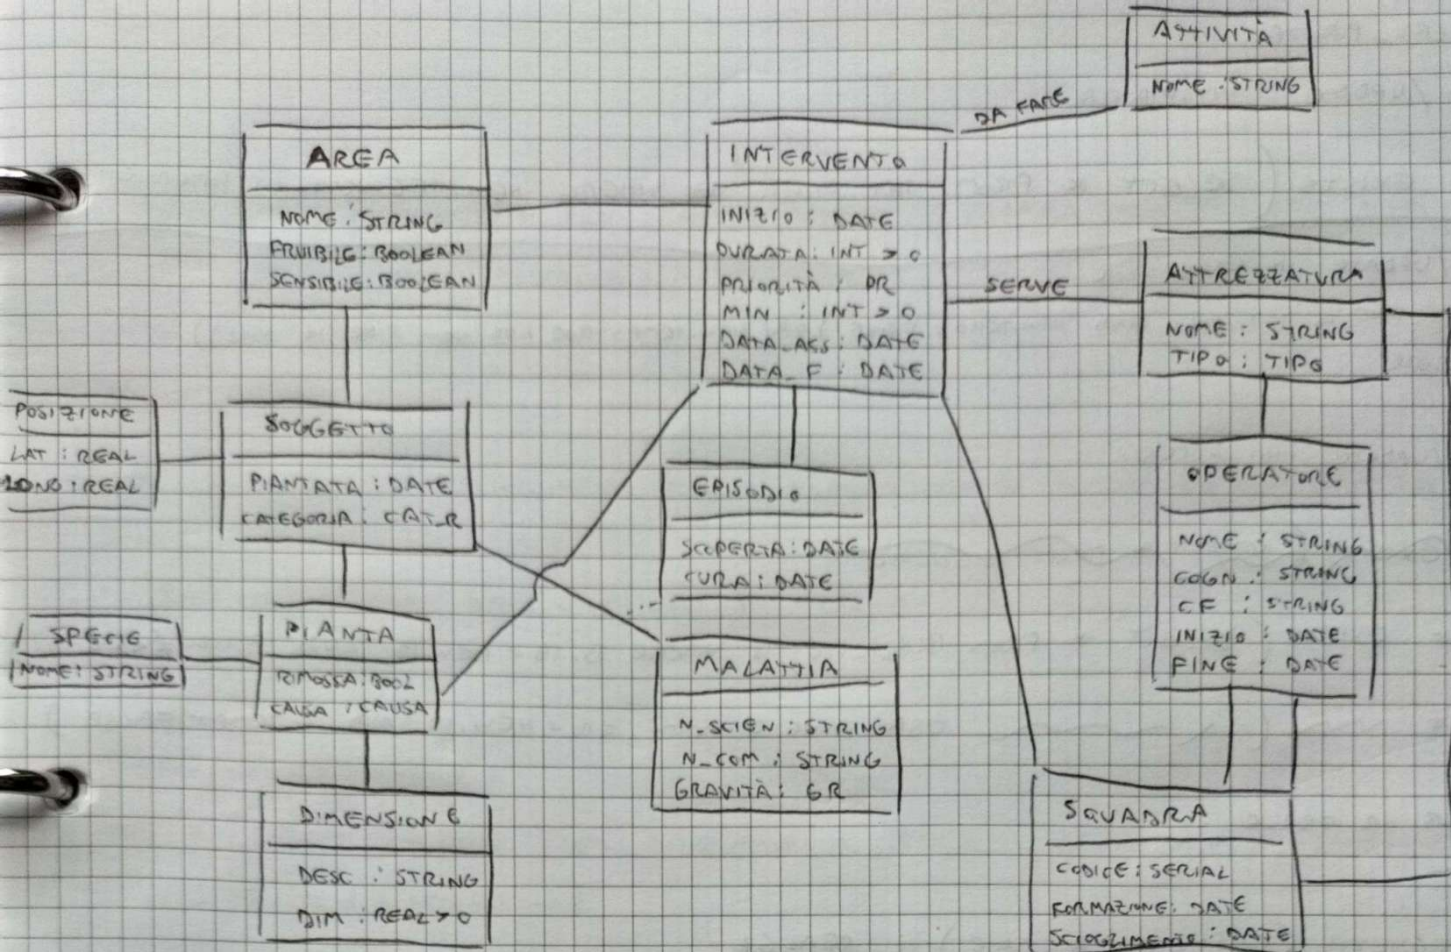 ATTIVITÀ
NOME : STRING
DA FARE
AREA
NOME : STRING
FRUIBILE : BOOLEAN
SENSIBILE : BOOLEAN
INTERVENTO
INIZIO : DATE
DURATA : INT > 0
PRIORITÀ : PR
MIN : INT > 0
DATA_ASS : DATE
DATA_F : DATE
SERVE
ATTREZZATURA
NOME : STRING
TIPO : TIPO
POSIZIONE
LAT : REAL
LONG : REAL
SOGGETTO
PIANTATA : DATE
CATEGORIA : CAT_R
EPISODIO
SCOPERTA : DATE
CURA : DATE
OPERATORE
NOME : STRING
COGN : STRING
CF : STRING
INIZIO : DATE
FINE : DATE
SPECIE
NOME : STRING
PIANTA
RIMOSSA : BOOL
CAUSA : CAUSA
MALATTIA
N_SCIEN : STRING
N_COM : STRING
GRAVITÀ : GR
DIMENSIONE
DESC : STRING
DIM : REAL > 0
SQUADRA
CODICE : SERIAL
FORMAZIONE : DATE
SCIOGLIMENTO : DATE